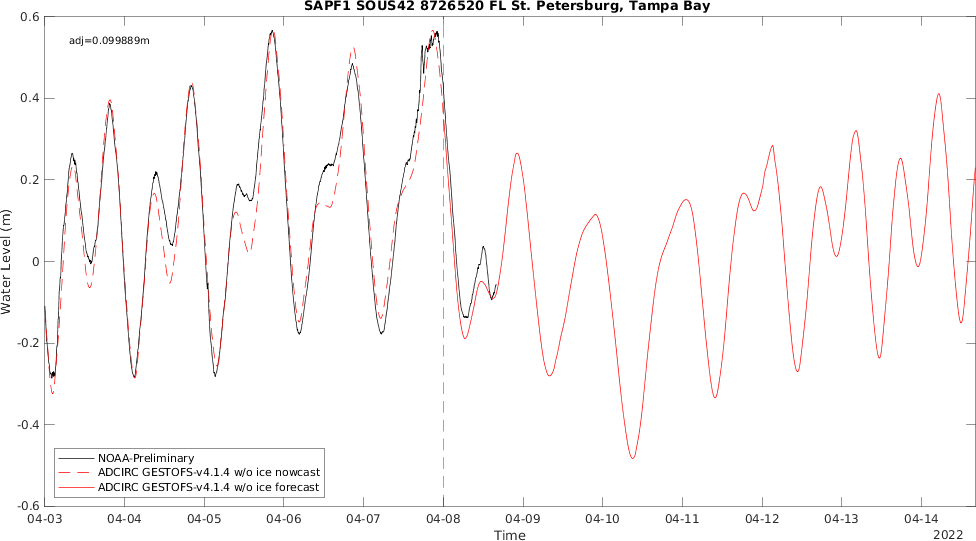 SAPF1 SOUS42 8726520 FL St. Petersburg, Tampa Bay
adj=0.099889m
0.6
0.4
0.2
0
-0.2
-0.4
-0.6
Water Level (m)
NOAA-Preliminary
ADCIRC GESTOFS-v4.1.4 w/o ice nowcast
ADCIRC GESTOFS-v4.1.4 w/o ice forecast
04-03 04-04 04-05 04-06 04-07 04-08 04-09 04-10 04-11 04-12 04-13 04-14
Time
2022